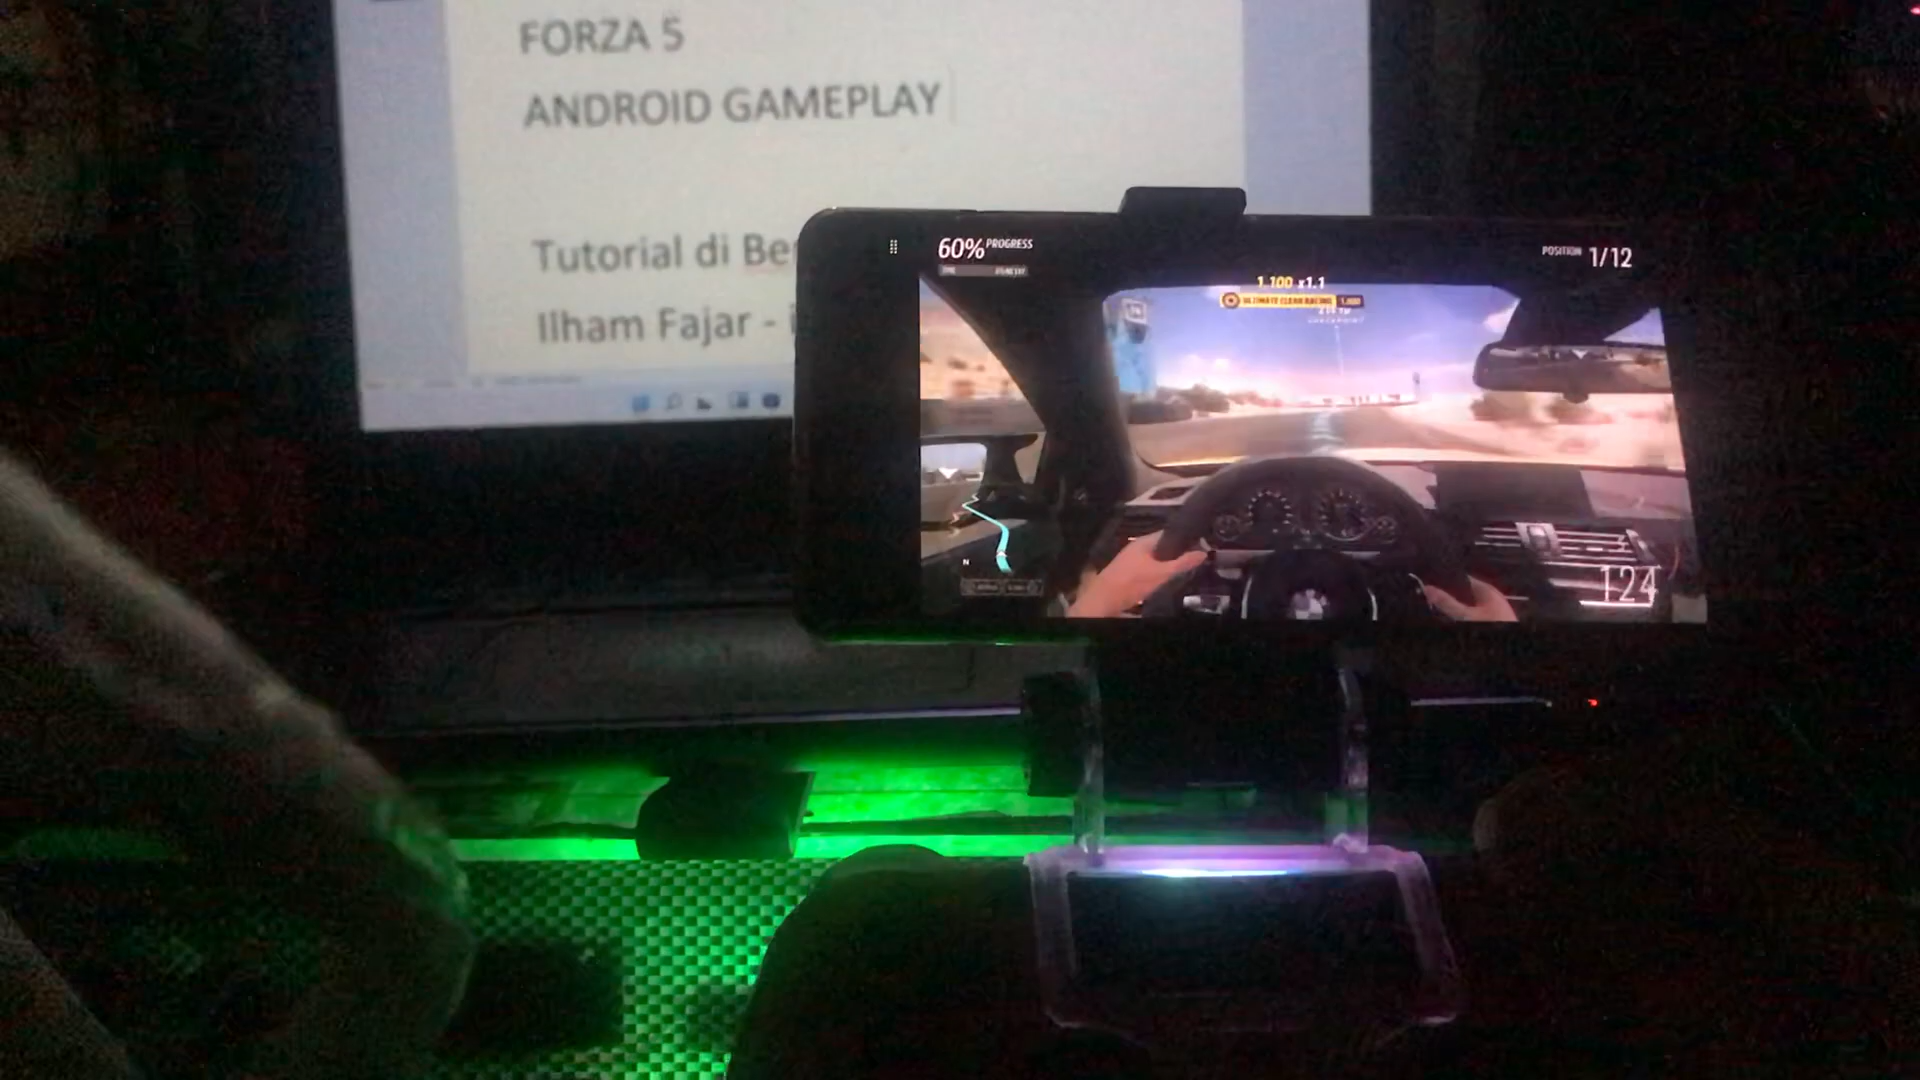 FORZA 5
ANDROID GAMEPLAY
Tutorial di Be
Ilham Fajar - i
60% PROGRESS
POSITION 1/12
1.100 x1.1
ULTIMATE CLEAN RACING
N
124